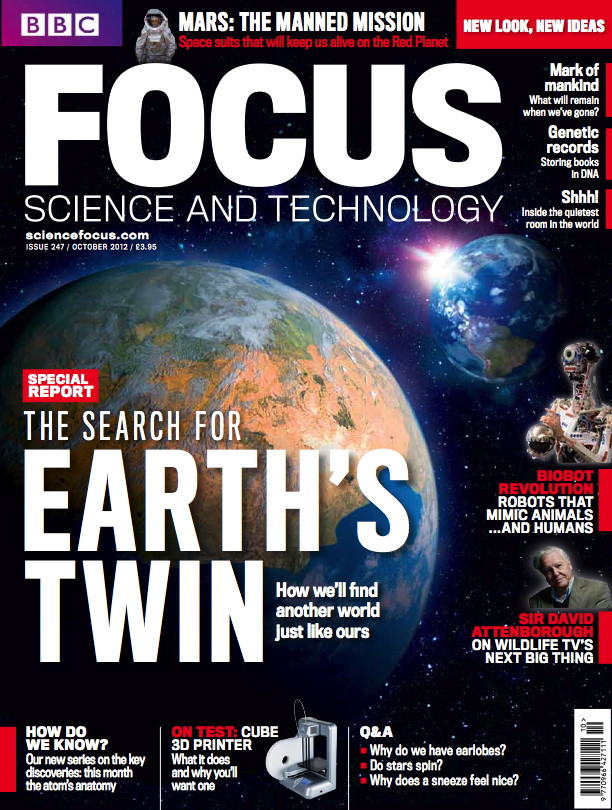 BBC
MARS: THE MANNED MISSION
Space suits that will keep us alive on the Red Planet
NEW LOOK, NEW IDEAS
FOCUS
SCIENCE AND TECHNOLOGY
sciencefocus.com
ISSUE 247 / OCTOBER 2012 / £3.95
Mark of
mankind
What will remain
when we've gone?
Genetic
records
Storing books
in DNA
Shhh!
Inside the quietest
room in the world
SPECIAL
REPORT
THE SEARCH FOR
EARTH'S
TWIN
How we'll find
another world
just like ours
BIOBOT
REVOLUTION
ROBOTS THAT
MIMIC ANIMALS
...AND HUMANS
SIR DAVID
ATTENBOROUGH
ON WILDLIFE TV'S
NEXT BIG THING
HOW DO
WE KNOW?
Our new series on the key
discoveries: this month
the atom's anatomy
ON TEST: CUBE
3D PRINTER
What it does
and why you'll
want one
Q&A
Why do we have earlobes?
Do stars spin?
Why does a sneeze feel nice?
10>
9 770966 427111